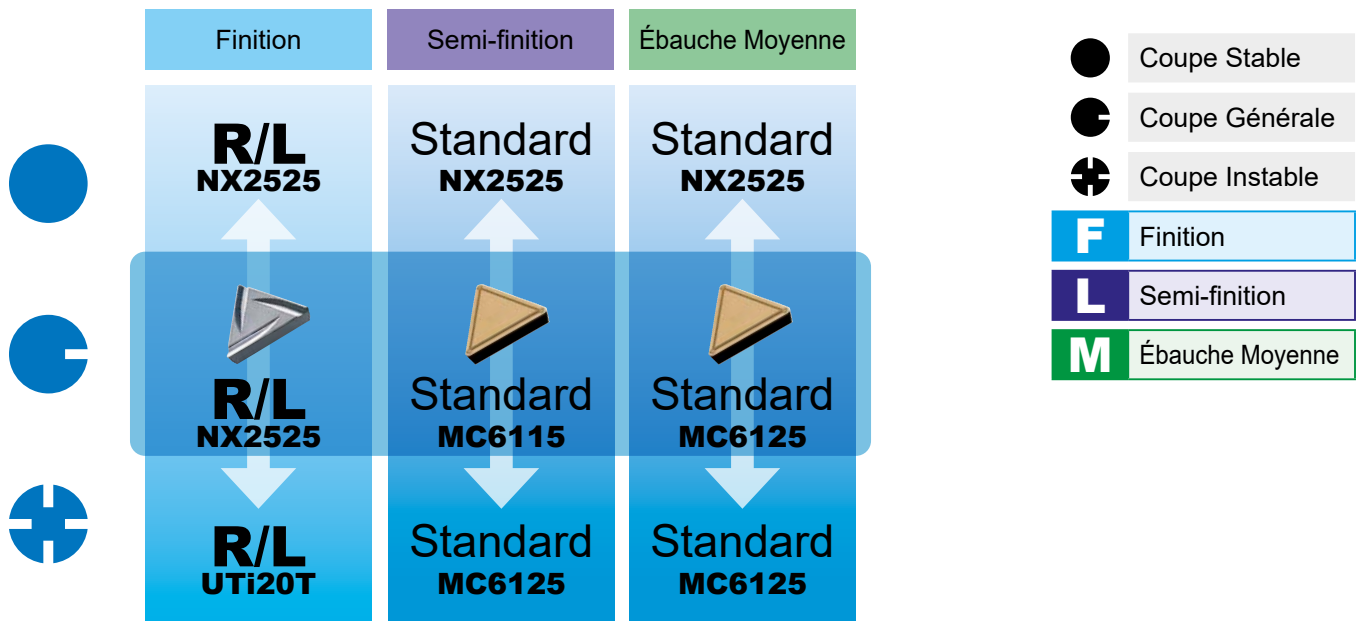 Finition
Semi-finition
Ébauche Moyenne
R/L
NX2525
Standard
NX2525
Standard
NX2525
R/L
NX2525
Standard
MC6115
Standard
MC6125
R/L
UTi20T
Standard
MC6125
Standard
MC6125
Coupe Stable
Coupe Générale
Coupe Instable
F Finition
L Semi-finition
M Ébauche Moyenne